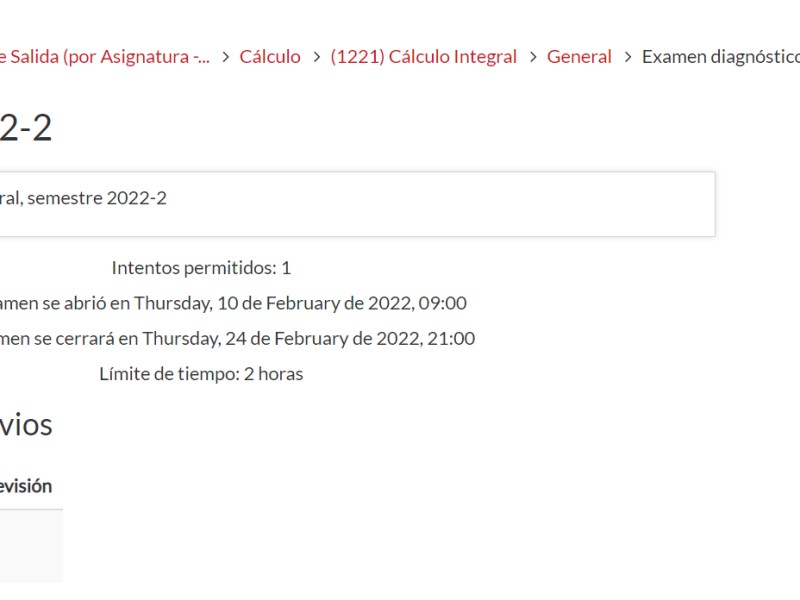 e Salida (por Asignatura -... > Cálculo > (1221) Cálculo Integral > General > Examen diagnóstico
2-2
ral, semestre 2022-2
Intentos permitidos: 1
amen se abrió en Thursday, 10 de February de 2022, 09:00
men se cerrará en Thursday, 24 de February de 2022, 21:00
Límite de tiempo: 2 horas
vios
evisión